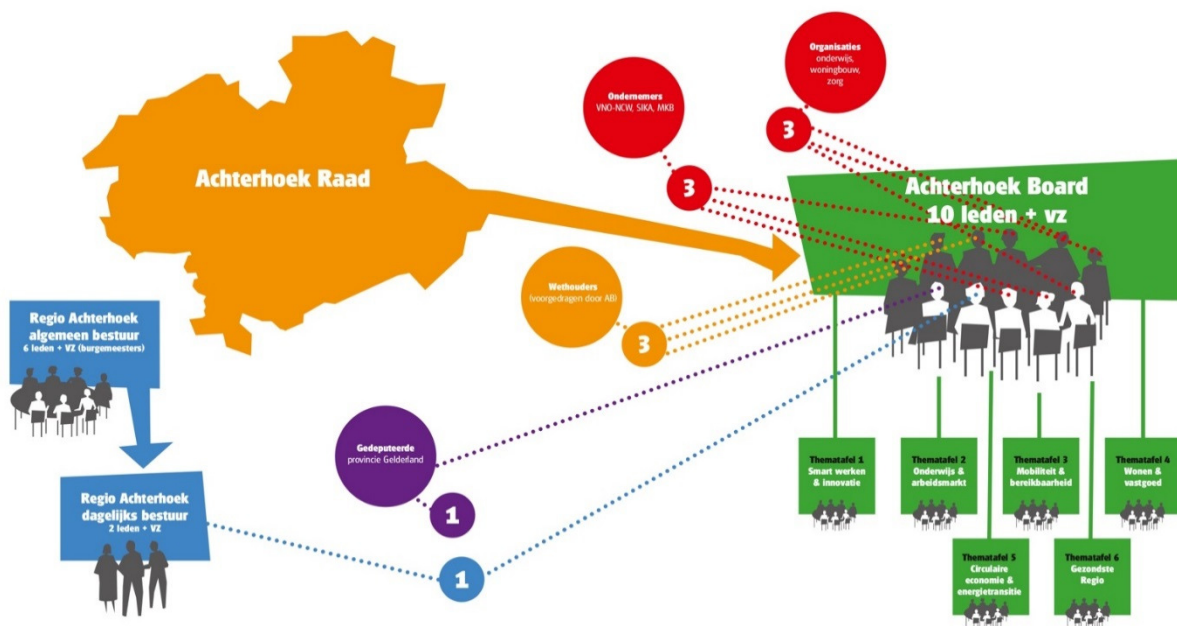 Organisaties
onderwijs,
woningbouw,
zorg
3
Ondernemers
VNO-NCW, SIKA, MKB
3
Achterhoek Raad
Achterhoek Board
10 leden + vz
Wethouders
(voorgedragen door AB)
3
Regio Achterhoek
algemeen bestuur
6 leden + VZ (burgemeesters)
Gedeputeerde
provincie Gelderland
1
Regio Achterhoek
dagelijks bestuur
2 leden + VZ
1
Thematafel 1
Smart werken
& innovatie
Thematafel 2
Onderwijs &
arbeidsmarkt
Thematafel 3
Mobiliteit &
bereikbaarheid
Thematafel 4
Wonen &
vastgoed
Thematafel 5
Circulaire
economie &
energietransitie
Thematafel 6
Gezondste
Regio